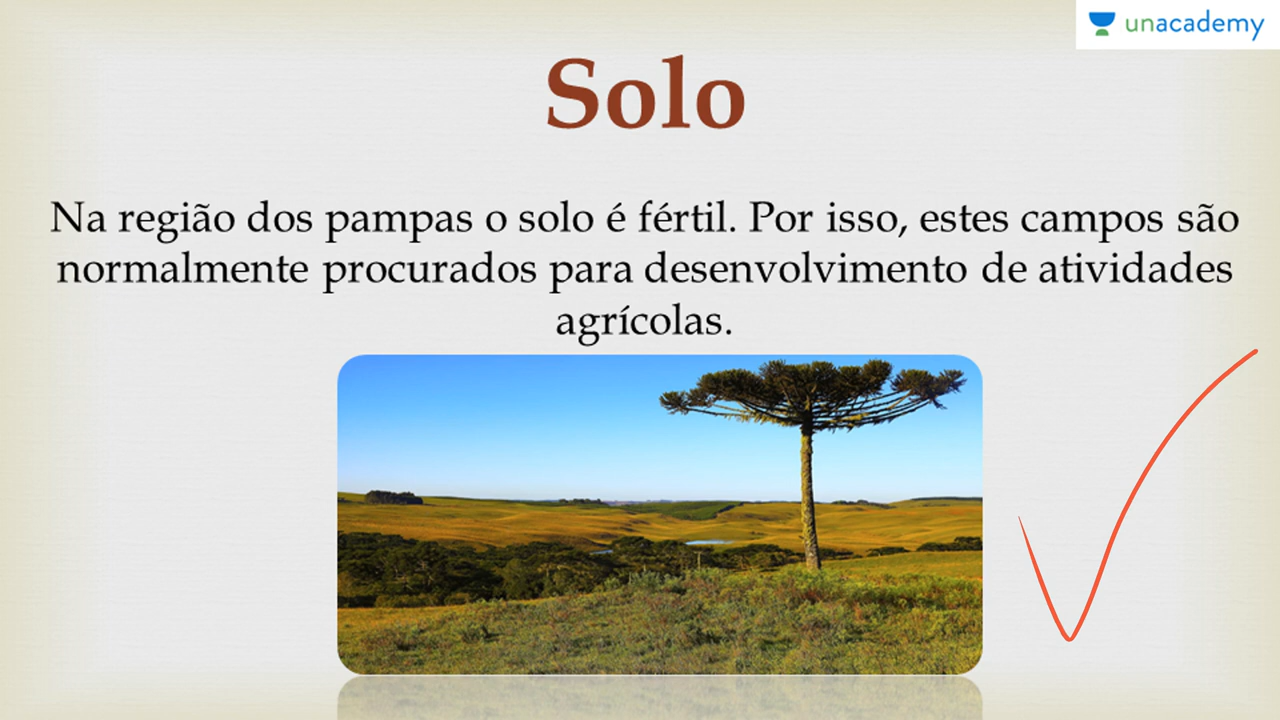 unacademy
Solo
Na região dos pampas o solo é fértil. Por isso, estes campos são
normalmente procurados para desenvolvimento de atividades
agrícolas.